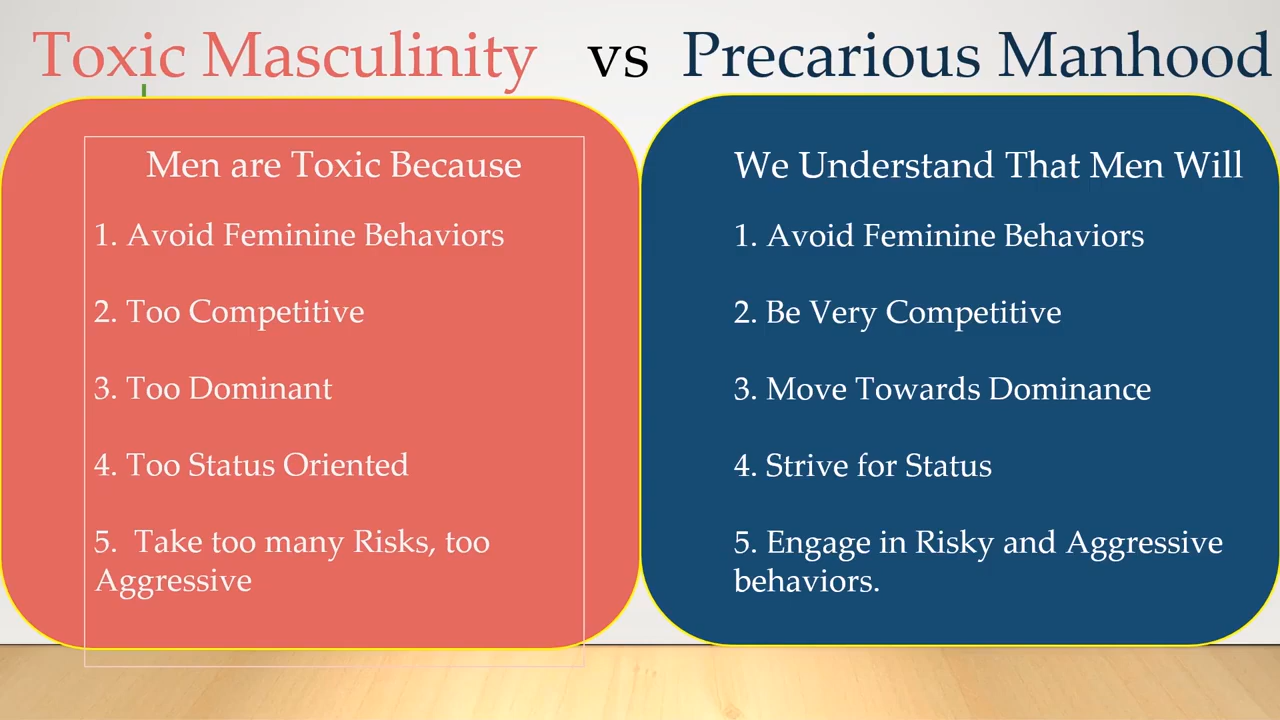 Toxic Masculinity vs Precarious Manhood
Men are Toxic Because
1. Avoid Feminine Behaviors
2. Too Competitive
3. Too Dominant
4. Too Status Oriented
5. Take too many Risks, too
Aggressive
We Understand That Men Will
1. Avoid Feminine Behaviors
2. Be Very Competitive
3. Move Towards Dominance
4. Strive for Status
5. Engage in Risky and Aggressive
behaviors.